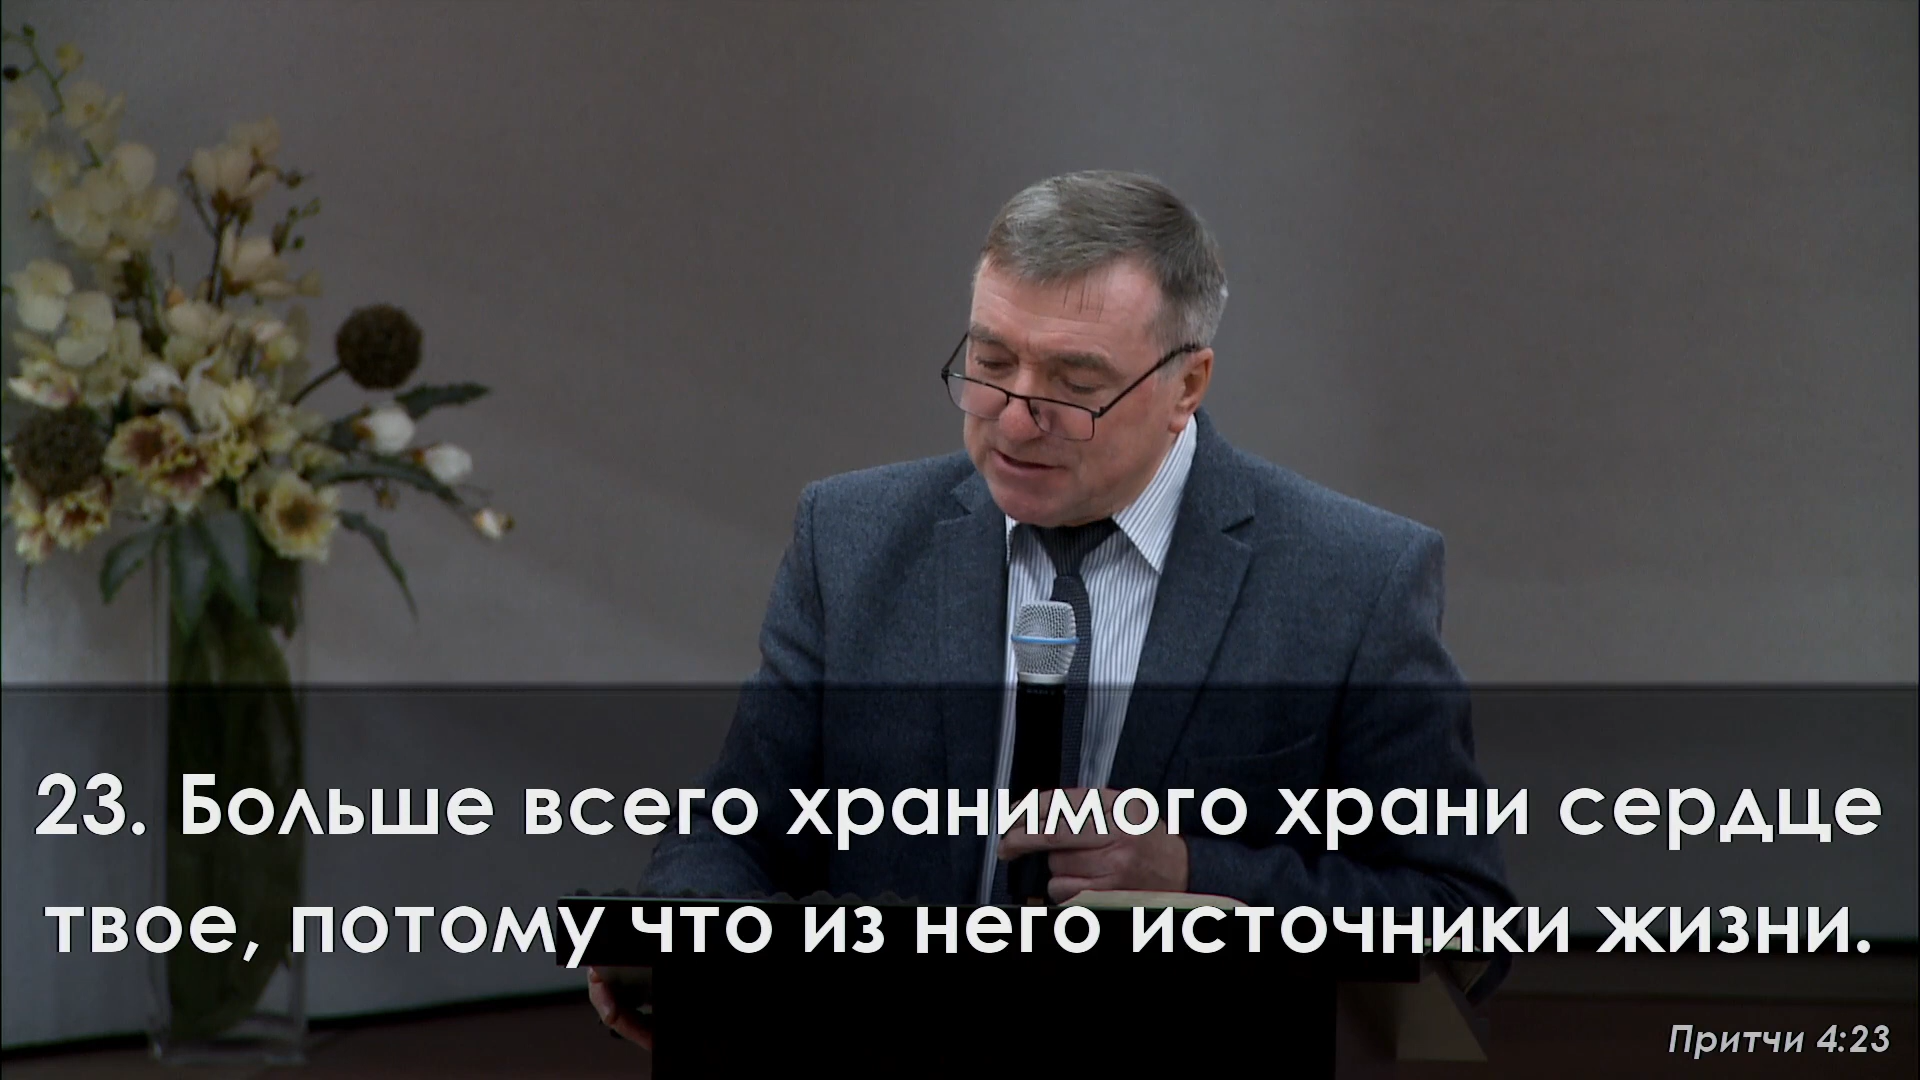 23. Больше всего хранимого храни сердце
твое, потому что из него источники жизни.
Притчи 4:23